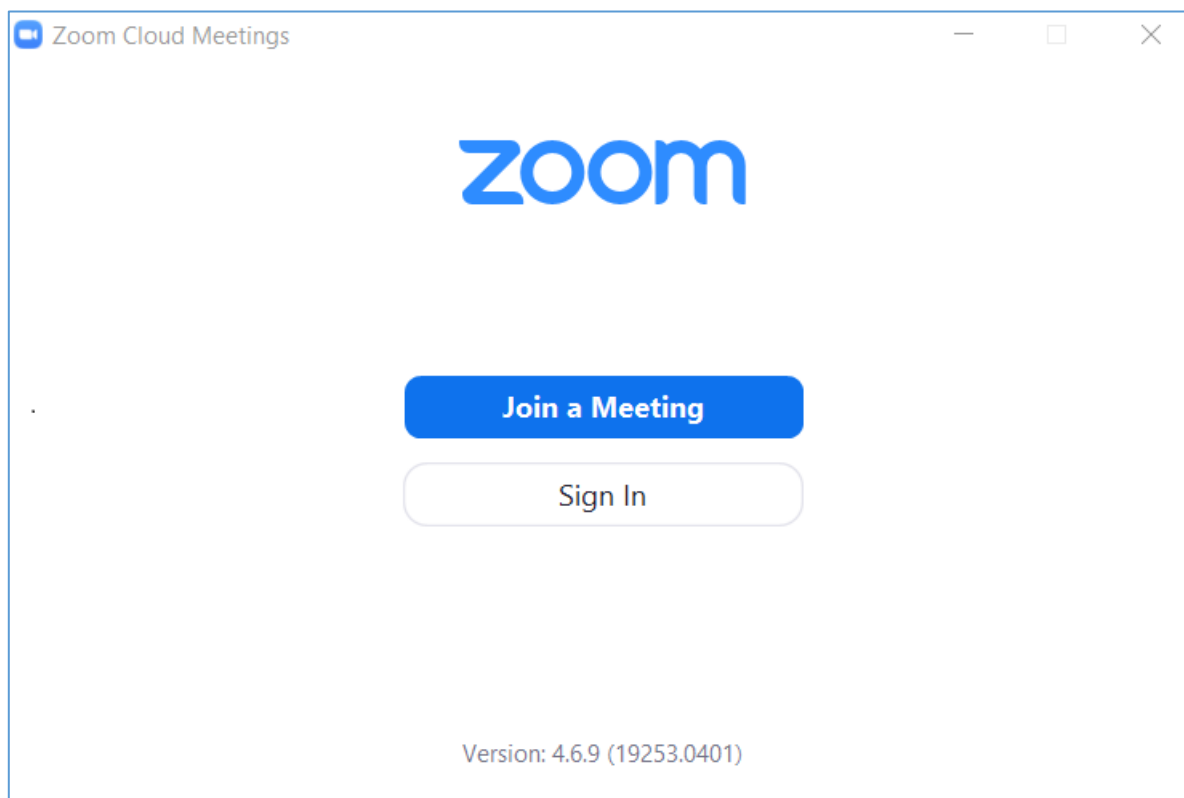 Zoom Cloud Meetings
zoom
Join a Meeting
Sign In
Version: 4.6.9 (19253.0401)